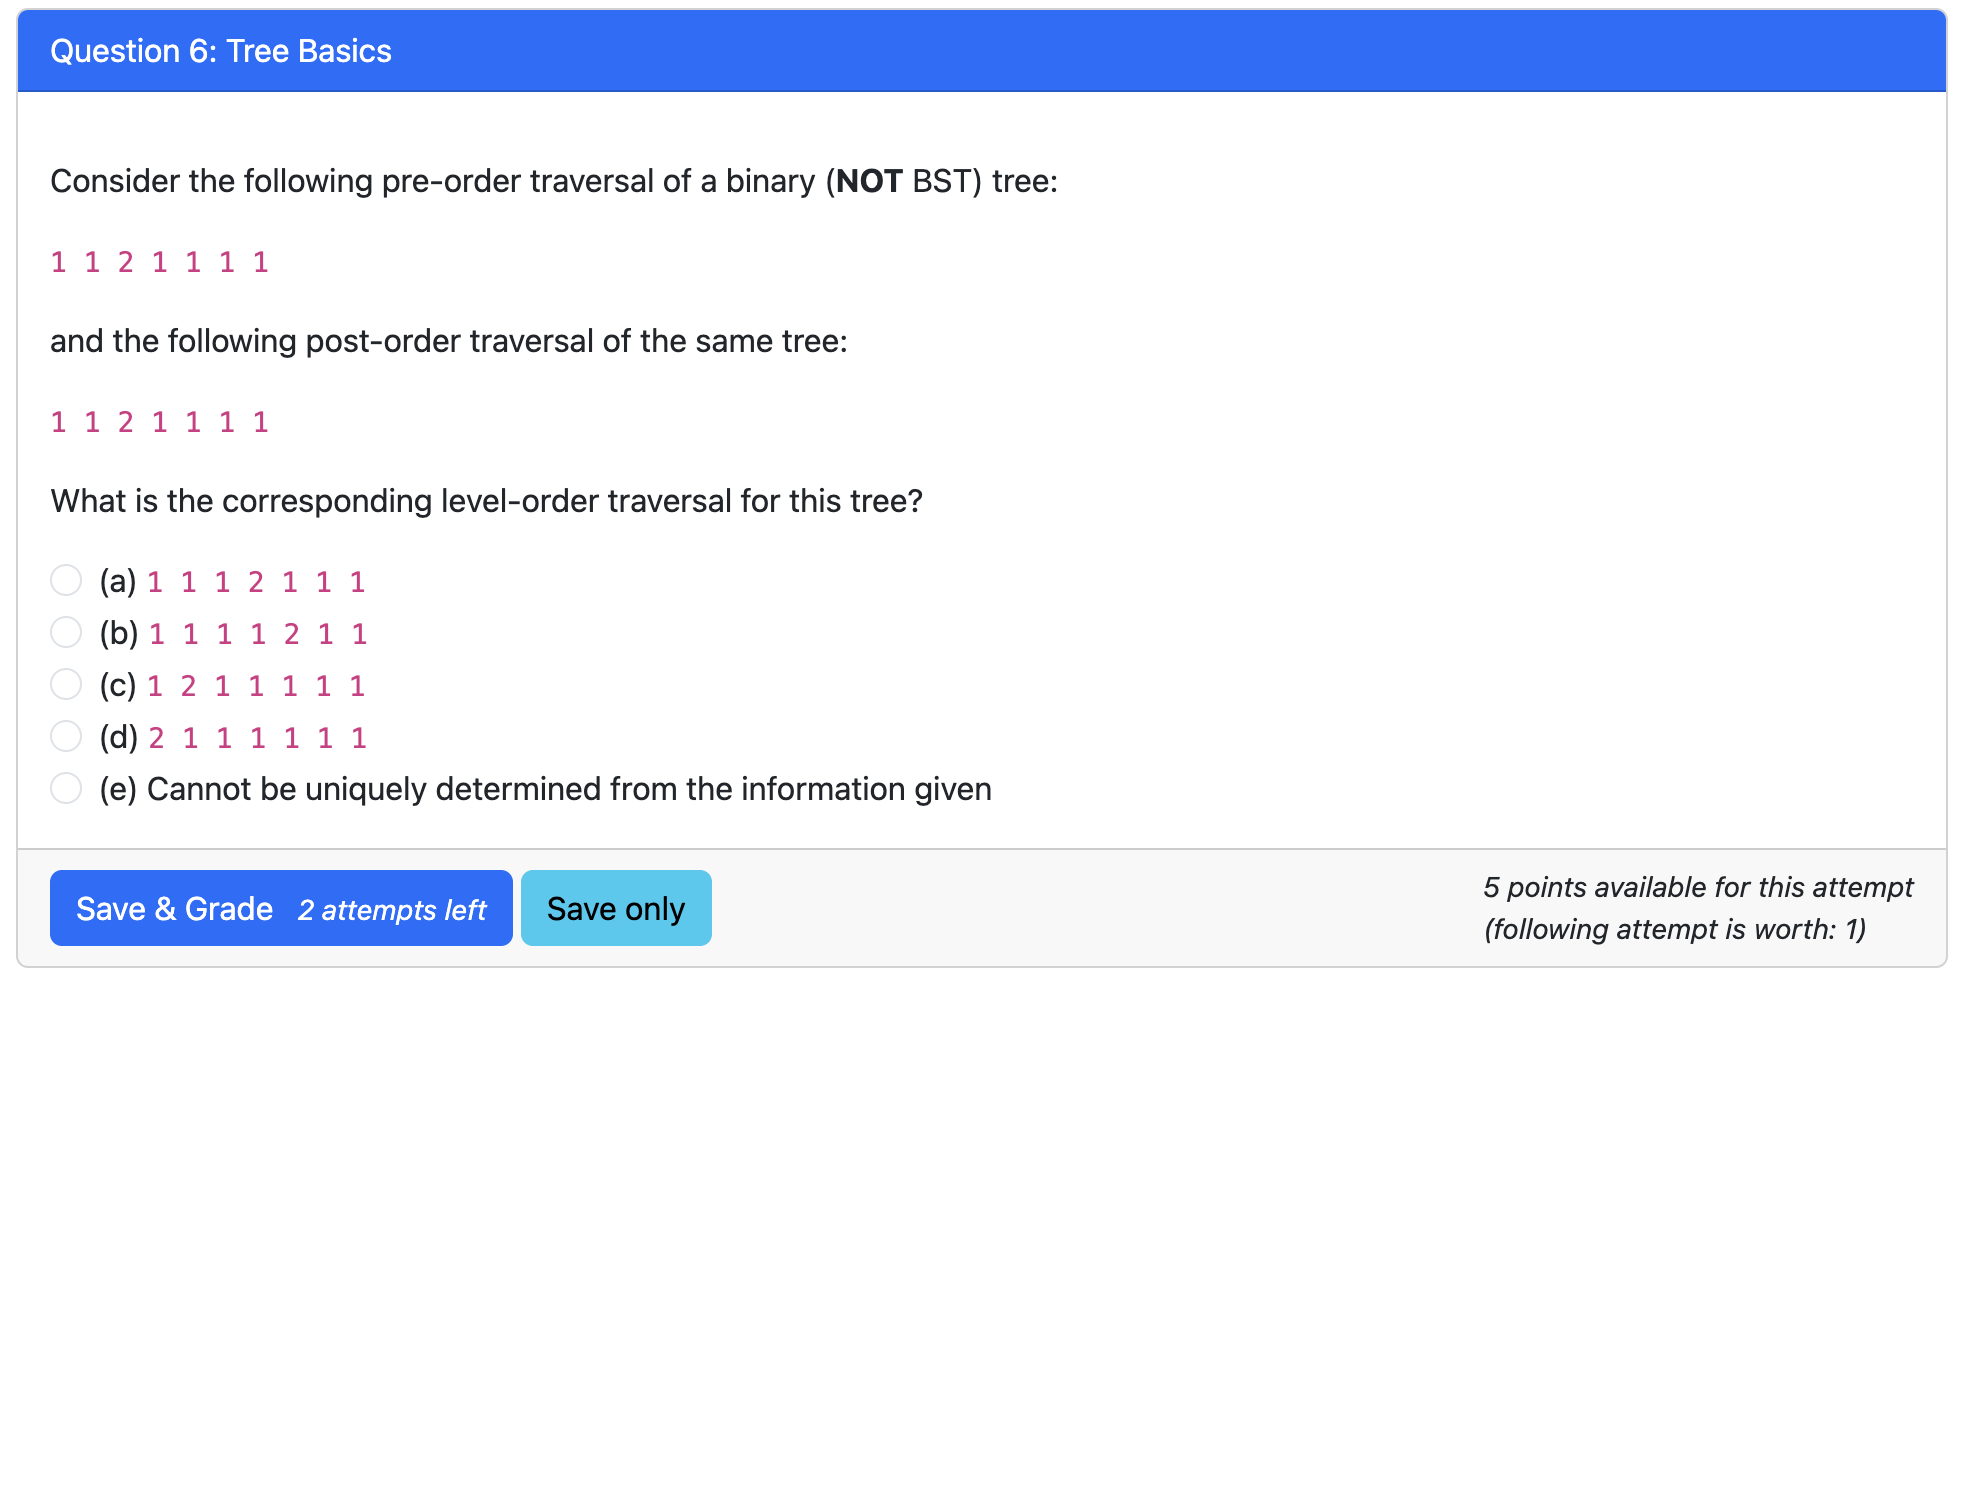 Question 6: Tree Basics
Consider the following pre-order traversal of a binary (NOT BST) tree:
1 1 2 1 1 1 1
and the following post-order traversal of the same tree:
1 1 2 1 1 1 1
What is the corresponding level-order traversal for this tree?
(a) 1 1 1 2 1 1 1
(b) 1 1 1 1 2 1 1
(c) 1 2 1 1 1 1 1
(d) 2 1 1 1 1 1 1
(e) Cannot be uniquely determined from the information given
Save & Grade 2 attempts left Save only
5 points available for this attempt
(following attempt is worth: 1)